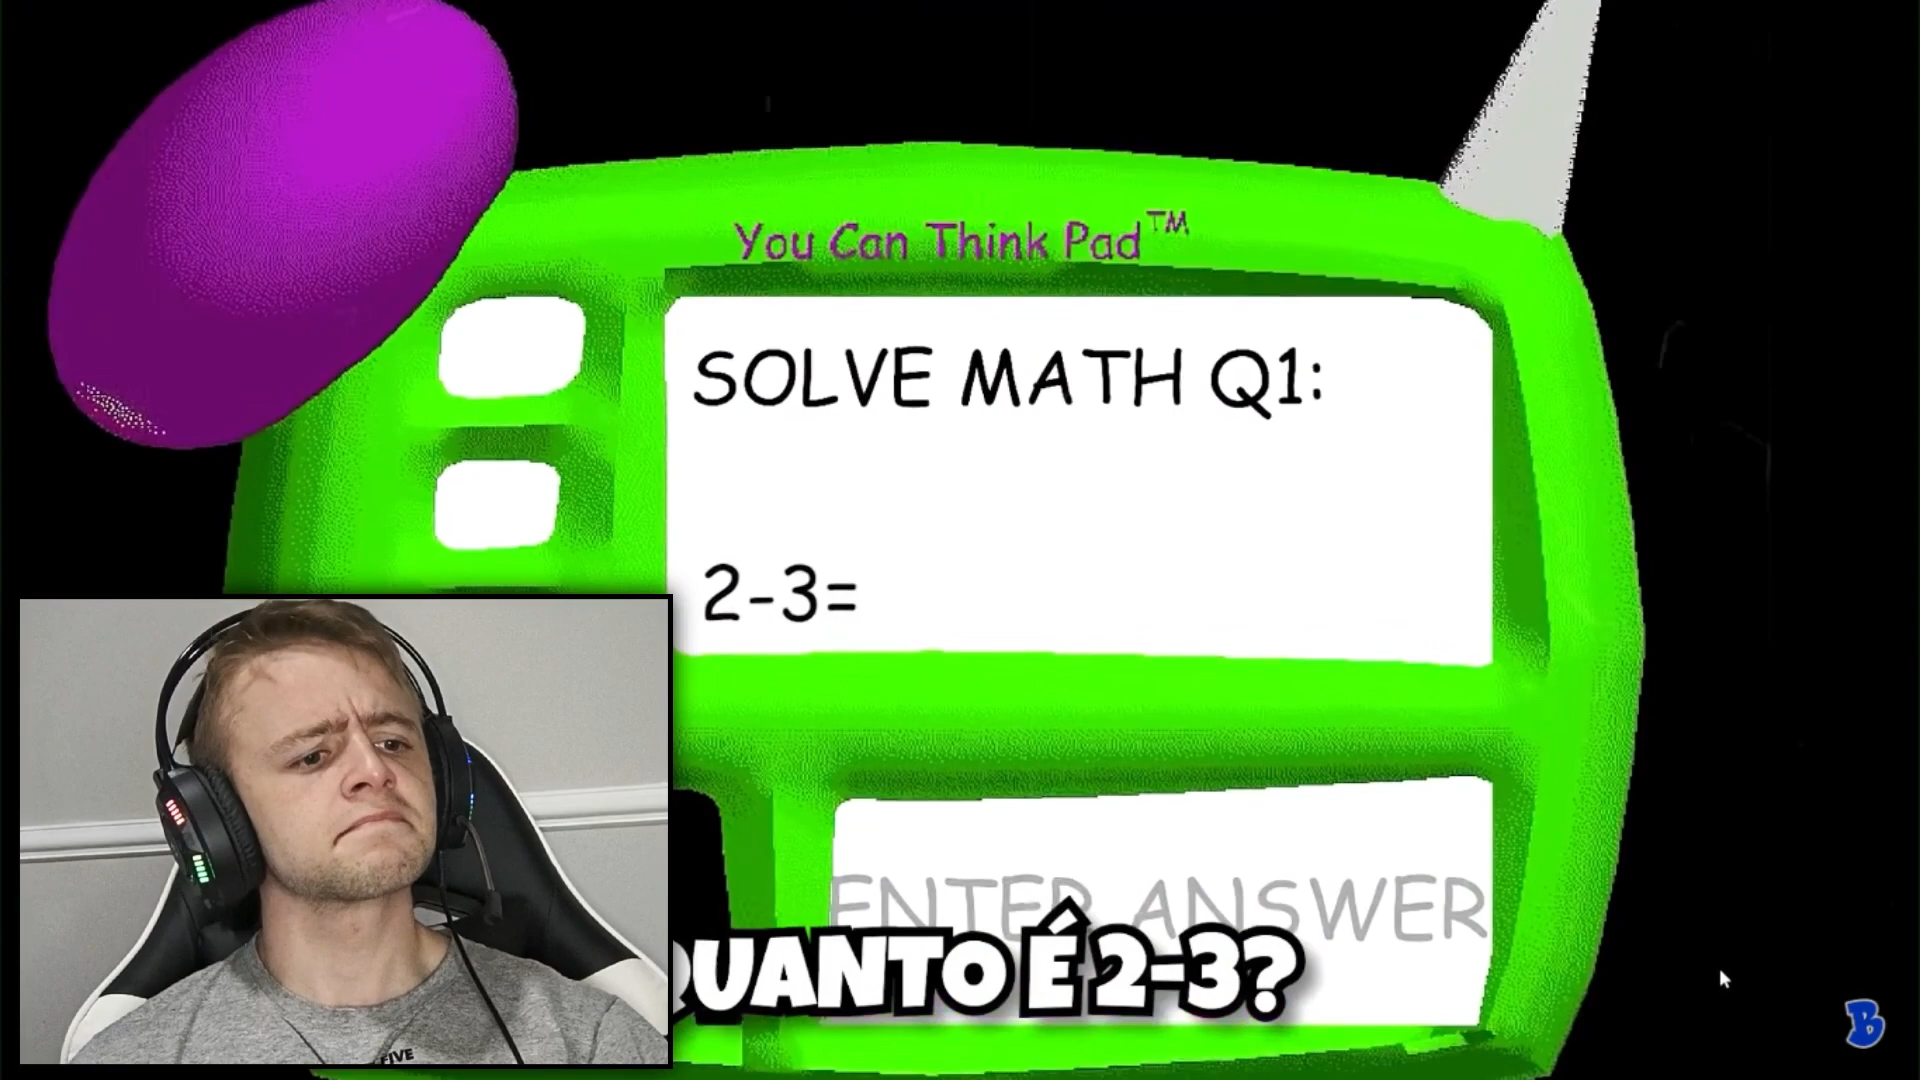 You Can Think Pad™
SOLVE MATH Q1:
2-3=
ENTER ANSWER
QUANTO É 2-3?
FIVE
B